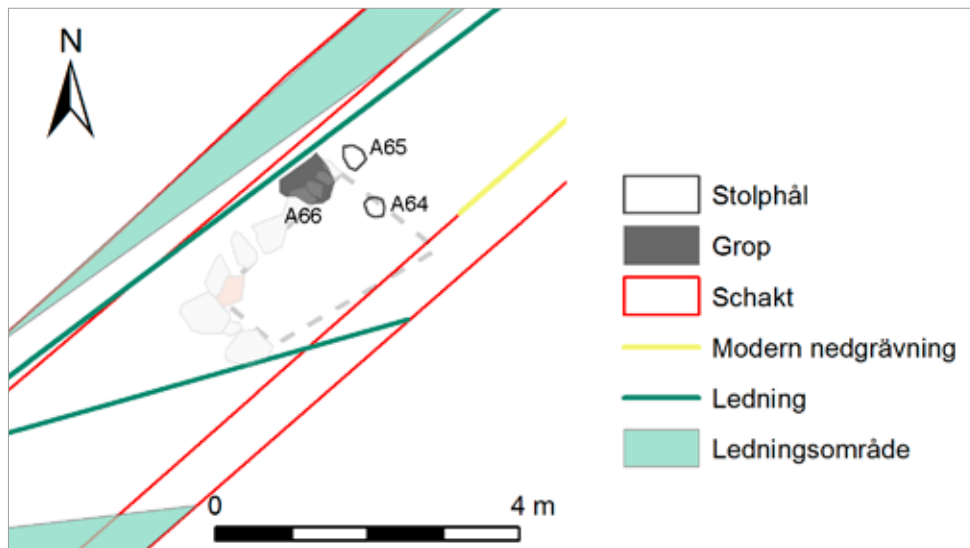 N
A65
A64
A66
0 4 m
Stolphål
Grop
Schakt
Modern nedgrävning
Ledning
Ledningsområde